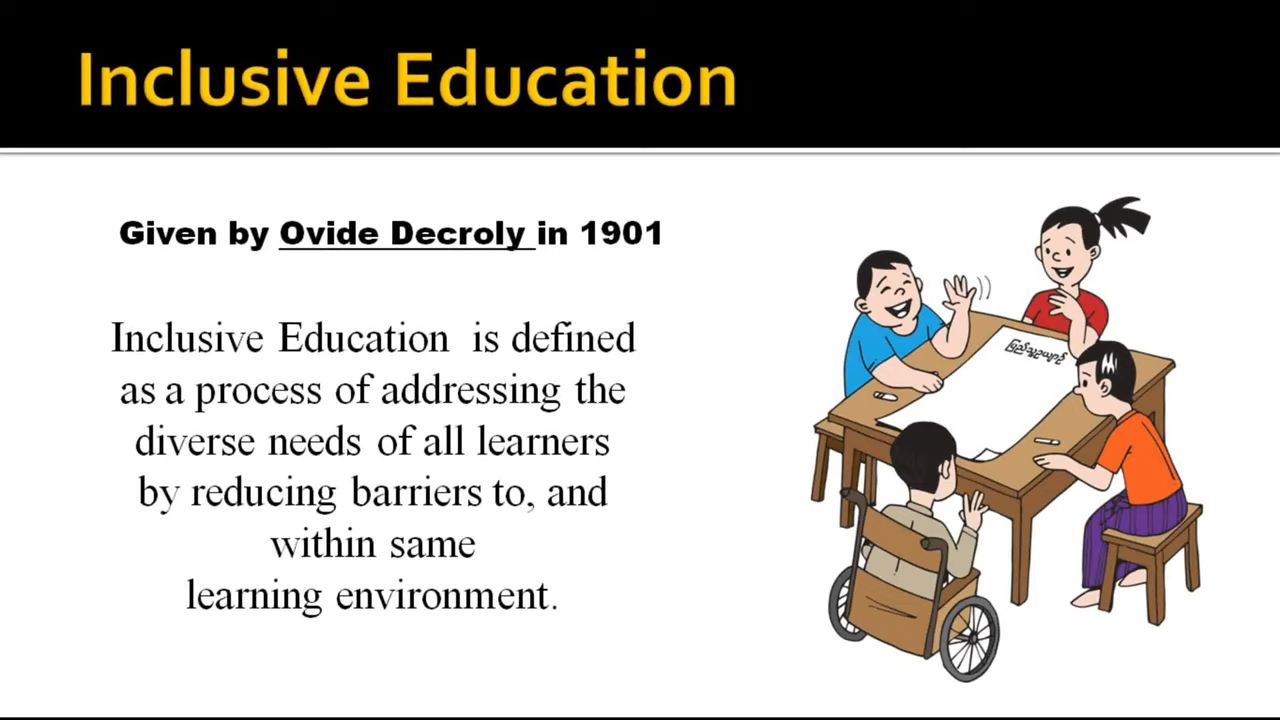 Inclusive Education
Given by Ovide Decroly in 1901
Inclusive Education is defined
as a process of addressing the
diverse needs of all learners
by reducing barriers to, and
within same
learning environment.